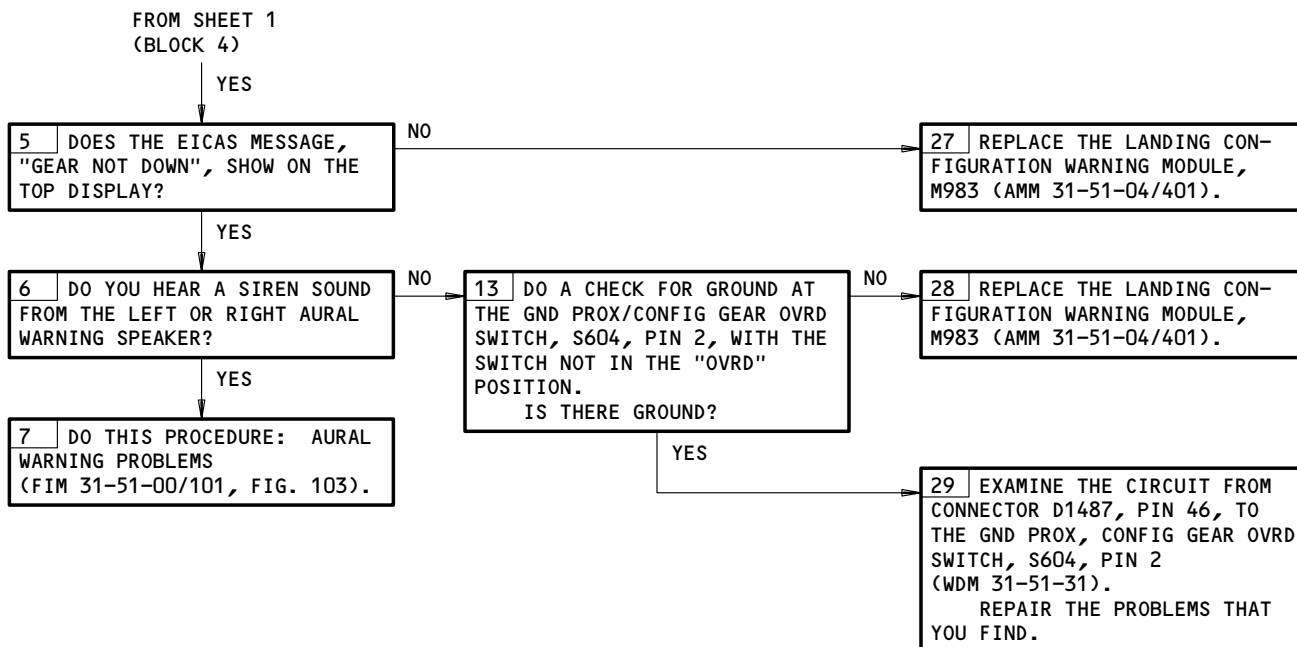 FROM SHEET 1
(BLOCK 4)
YES
5 DOES THE EICAS MESSAGE,
"GEAR NOT DOWN", SHOW ON THE
TOP DISPLAY?
NO
27 REPLACE THE LANDING CON-
FIGURATION WARNING MODULE,
M983 (AMM 31-51-04/401).
YES
6 DO YOU HEAR A SIREN SOUND
FROM THE LEFT OR RIGHT AURAL
WARNING SPEAKER?
NO
13 DO A CHECK FOR GROUND AT
THE GND PROX/CONFIG GEAR OVRD
SWITCH, S604, PIN 2, WITH THE
SWITCH NOT IN THE "OVRD"
POSITION.
IS THERE GROUND?
NO
28 REPLACE THE LANDING CON-
FIGURATION WARNING MODULE,
M983 (AMM 31-51-04/401).
YES
7 DO THIS PROCEDURE: AURAL
WARNING PROBLEMS
(FIM 31-51-00/101, FIG. 103).
YES
29 EXAMINE THE CIRCUIT FROM
CONNECTOR D1487, PIN 46, TO
THE GND PROX, CONFIG GEAR OVRD
SWITCH, S604, PIN 2
(WDM 31-51-31).
REPAIR THE PROBLEMS THAT
YOU FIND.